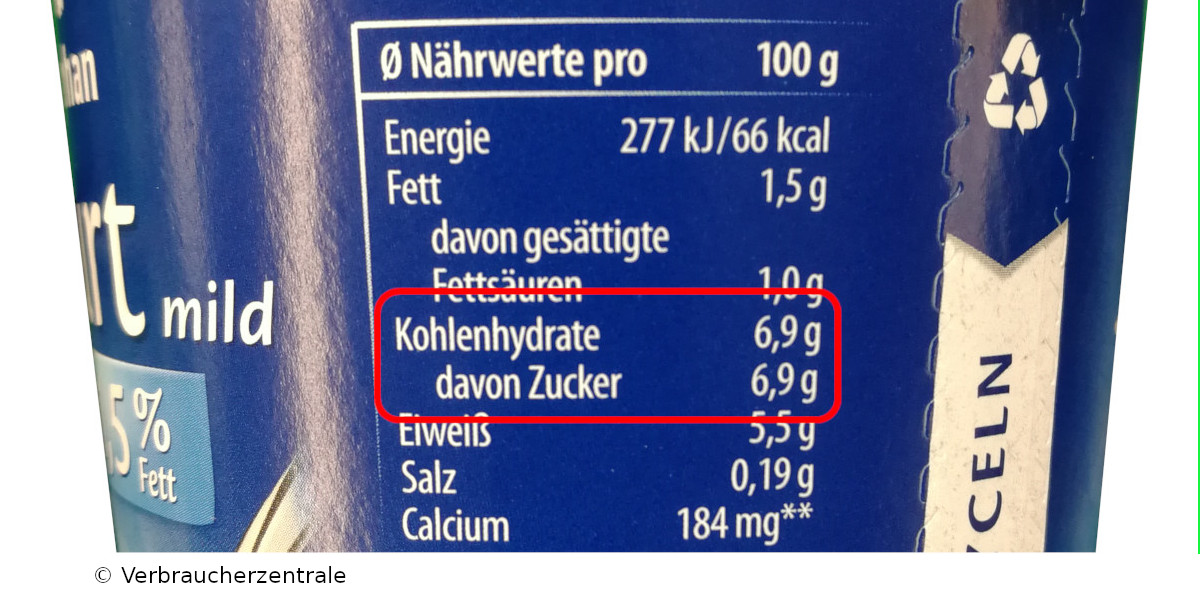 Ø Nährwerte pro 100 g
Energie 277 kJ/66 kcal
Fett 1,5 g
davon gesättigte
Fettsäuren 1,0 g
Kohlenhydrate 6,9 g
davon Zucker 6,9 g
Eiweiß 5,5 g
Salz 0,19 g
Calcium 184 mg**
mild
5%
Fett
© Verbraucherzentrale